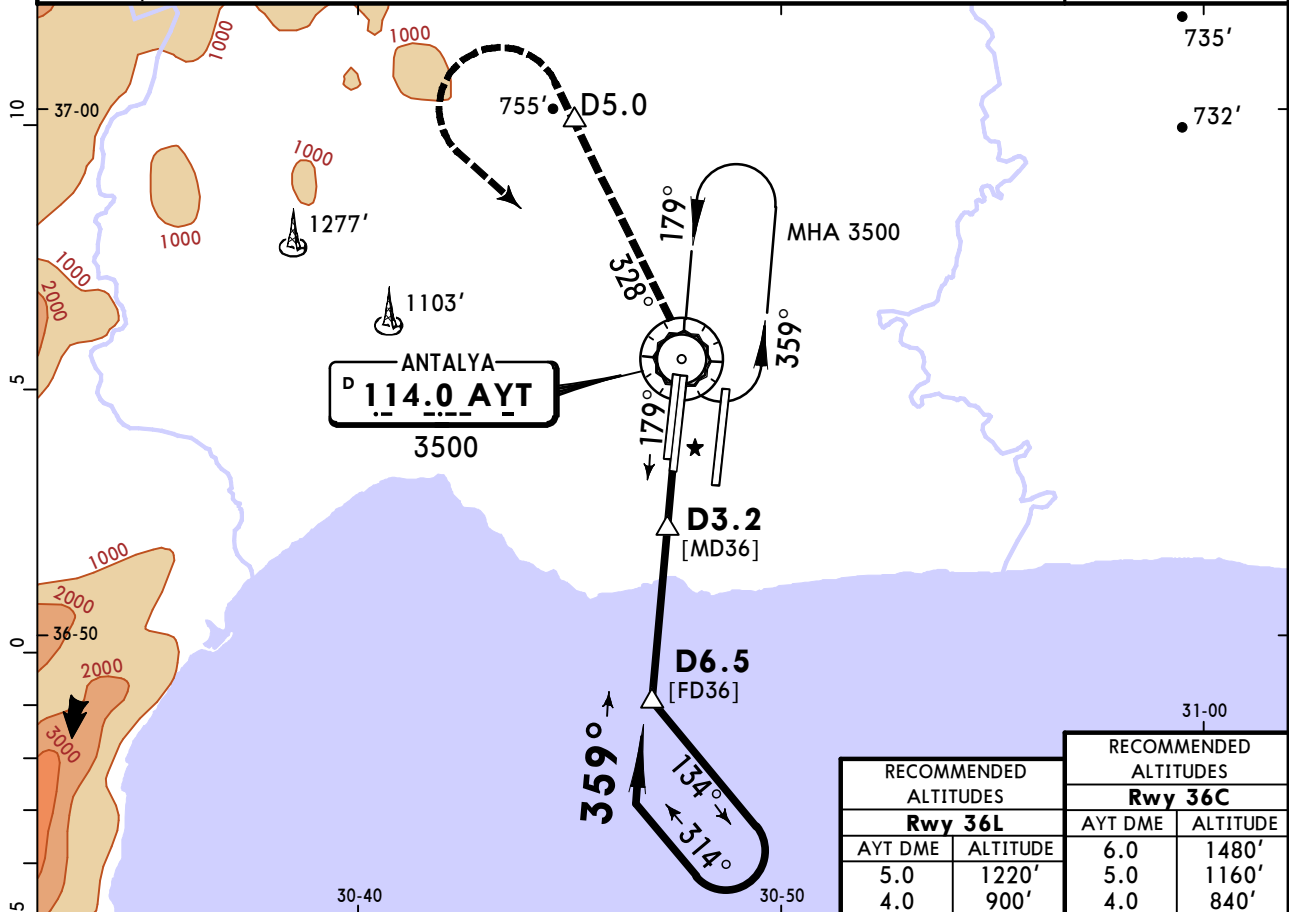 1000
1000
735'
10
37-00
755'
D5.0
732'
1000
179°
1277'
MHA 3500
1000
1000
2000
328°
1103'
359°
ANTALYA
D 114.0 AYT
3500
5
179°
D3.2
[MD36]
1000
2000
0
36-50
2000
D6.5
[FD36]
3000
31-00
359°
134°
314°
RECOMMENDED
ALTITUDES
Rwy 36L
AYT DME ALTITUDE
5.0 1220'
4.0 900'
RECOMMENDED
ALTITUDES
Rwy 36C
AYT DME ALTITUDE
6.0 1480'
5.0 1160'
4.0 840'
5
30-40
30-50